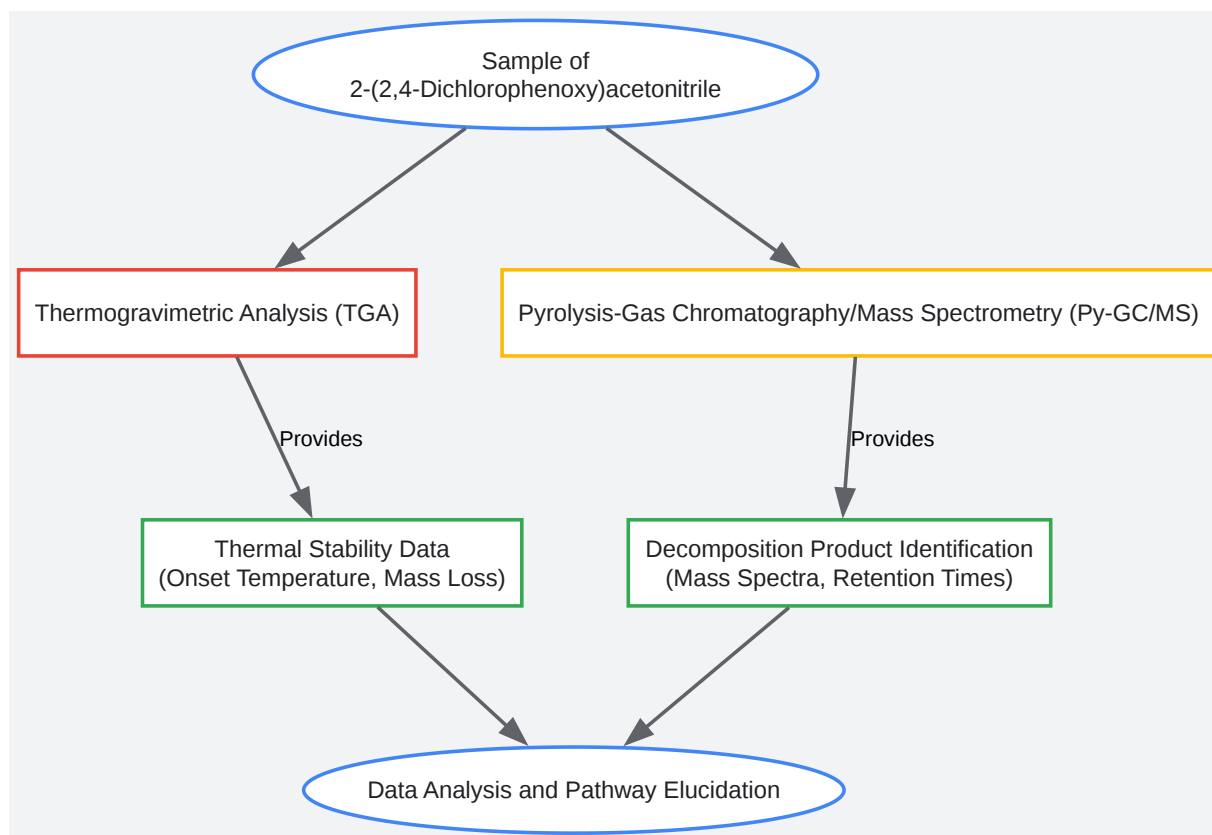 Sample of
2-(2,4-Dichlorophenoxy)acetonitrile
Thermogravimetric Analysis (TGA)
Pyrolysis-Gas Chromatography/Mass Spectrometry (Py-GC/MS)
Provides
Provides
Thermal Stability Data
(Onset Temperature, Mass Loss)
Decomposition Product Identification
(Mass Spectra, Retention Times)
Data Analysis and Pathway Elucidation